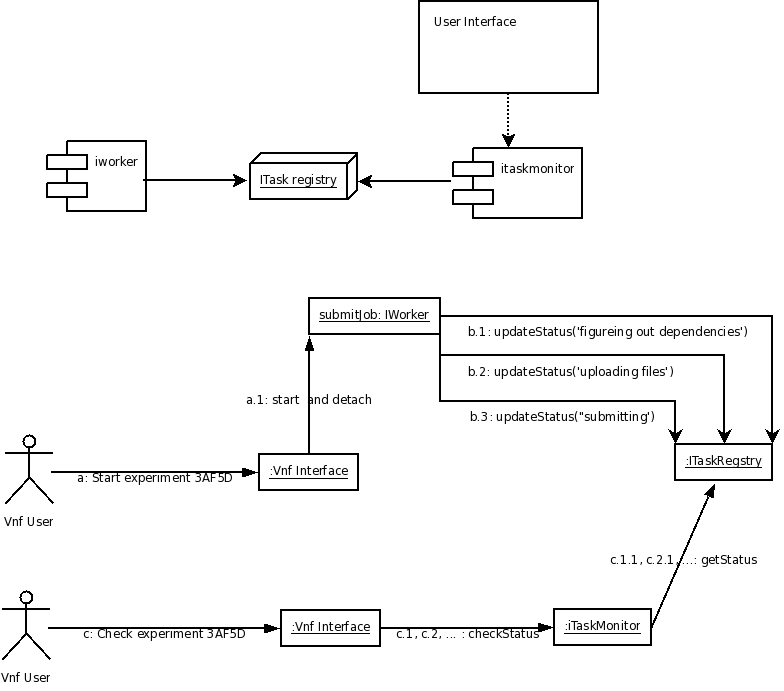 User Interface
iworker
ITask registry
itaskmonitor
submitJob: IWorker
b.1: updateStatus('figureing out dependencies')
b.2: updateStatus('uploading files')
a.1: start and detach
b.3: updateStatus("submitting')
:ITaskRegstry
:Vnf Interface
a: Start experiment 3AF5D
Vnf User
c.1.1, c.2.1, ...: getStatus
:Vnf Interface
:iTaskMonitor
c: Check experiment 3AF5D
c.1, c.2, ... : checkStatus
Vnf User